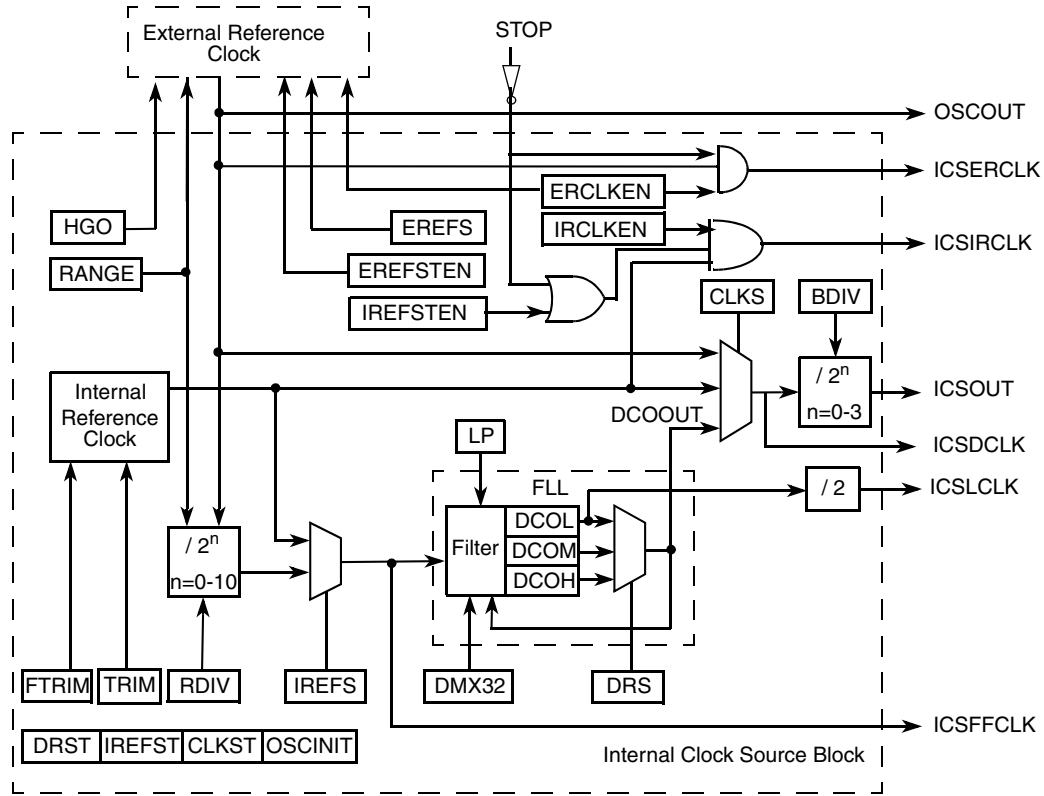 External Reference
Clock
STOP
OSCOUT
ICSERCLK
ERCLKEN
HGO
EREFS
IRCLKEN
ICSIRCLK
RANGE
EREFSTEN
IREFSTEN
CLKS
BDIV
Internal
Reference
Clock
/ 2n
n=0-3
ICSOUT
DCOOUT
LP
ICSDCLK
FLL
/ 2
ICSLCLK
/ 2n
n=0-10
Filter
DCOL
DCOM
DCOH
FTRIM
TRIM
RDIV
IREFS
DMX32
DRS
ICSFFCLK
DRST IREFST CLKST OSCINIT
Internal Clock Source Block